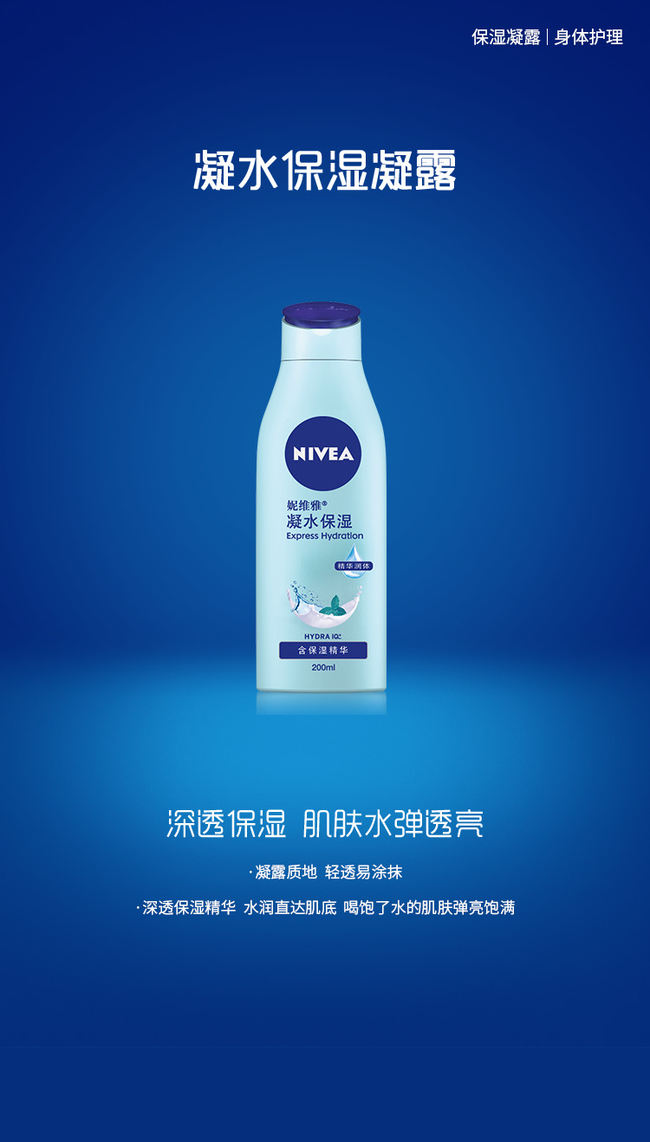 保湿凝露|身体护理
凝水保湿凝露
NIVEA
妮维雅®
凝水保湿
Express Hydration
精华润体
HYDRA IQ
含保湿精华
200ml
深透保湿 肌肤水弹透亮
·凝露质地 轻透易涂抹
·深透保湿精华 水润直达肌底 喝饱了水的肌肤弹亮饱满